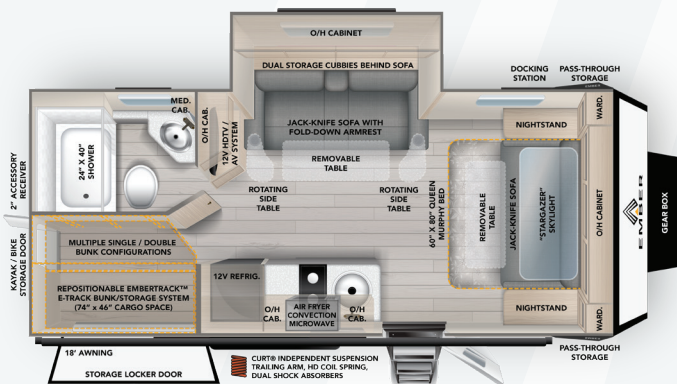 O/H CABINET
DUAL STORAGE CUBBIES BEHIND SOFA
DOCKING
STATION
PASS-THROUGH
STORAGE
MED.
CAB.
O/H CAB.
12V HDTV /
AV SYSTEM
JACK-KNIFE SOFA WITH
FOLD-DOWN ARMREST
REMOVABLE
TABLE
NIGHTSTAND
WARD.
2" ACCESSORY
RECEIVER
24" X 40"
SHOWER
ROTATING
SIDE
TABLE
ROTATING
SIDE
TABLE
60" X 80" QUEEN
MURPHY BED
REMOVABLE
TABLE
JACK-KNIFE SOFA
"STARGAZER"
SKYLIGHT
O/H CABINET
EMBER
GEAR BOX
KAYAK / BIKE
STORAGE DOOR
MULTIPLE SINGLE / DOUBLE
BUNK CONFIGURATIONS
REPOSITIONABLE EMBERTRACK™
E-TRACK BUNK/STORAGE SYSTEM
(74" x 46" CARGO SPACE)
12V REFRIG.
O/H
CAB.
AIR FRYER
CONVECTION
MICROWAVE
O/H
CAB.
NIGHTSTAND
WARD.
PASS-THROUGH
STORAGE
18' AWNING
STORAGE LOCKER DOOR
CURT® INDEPENDENT SUSPENSION
TRAILING ARM, HD COIL SPRING,
DUAL SHOCK ABSORBERS